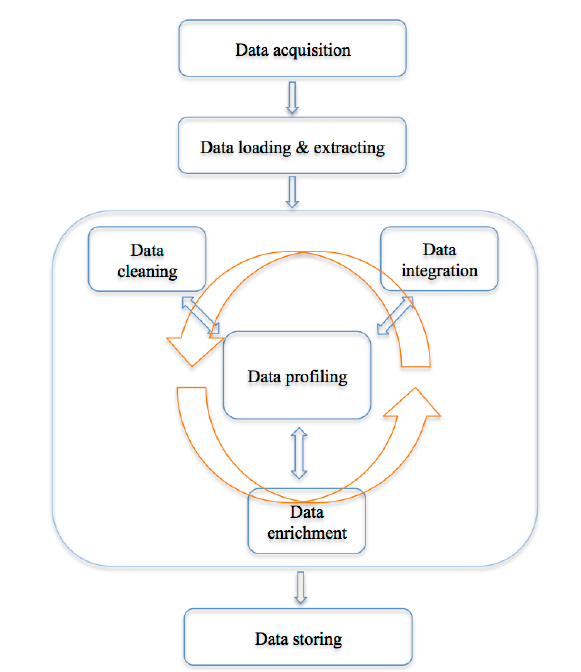 Data acquisition
Data loading & extracting
Data
cleaning
Data
integration
Data profiling
Data
enrichment
Data storing